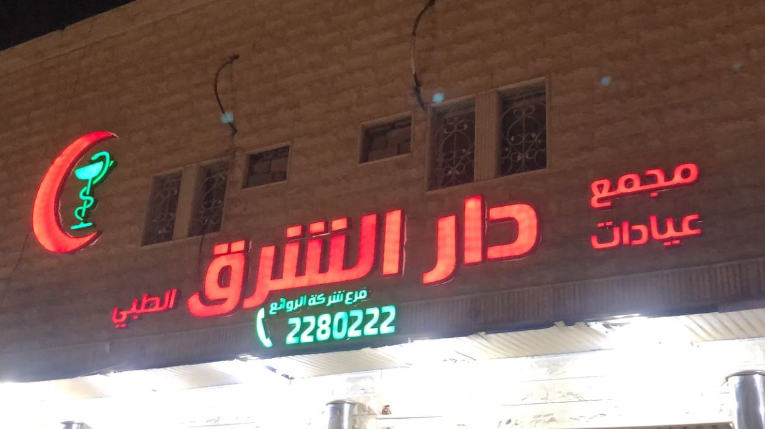 مجمع عيادات
دار الشرق الطبي
فرع شركة الروائع
2280222